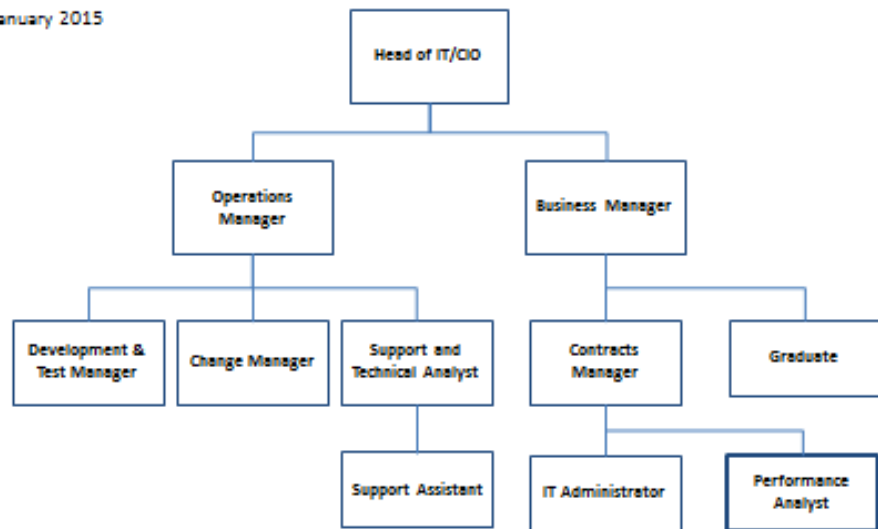 anuary 2015
Head of IT/CIO
Operations
Manager
Business Manager
Development &
Test Manager
Change Manager
Support and
Technical Analyst
Contracts
Manager
Graduate
Support Assistant
IT Administrator
Performance
Analyst